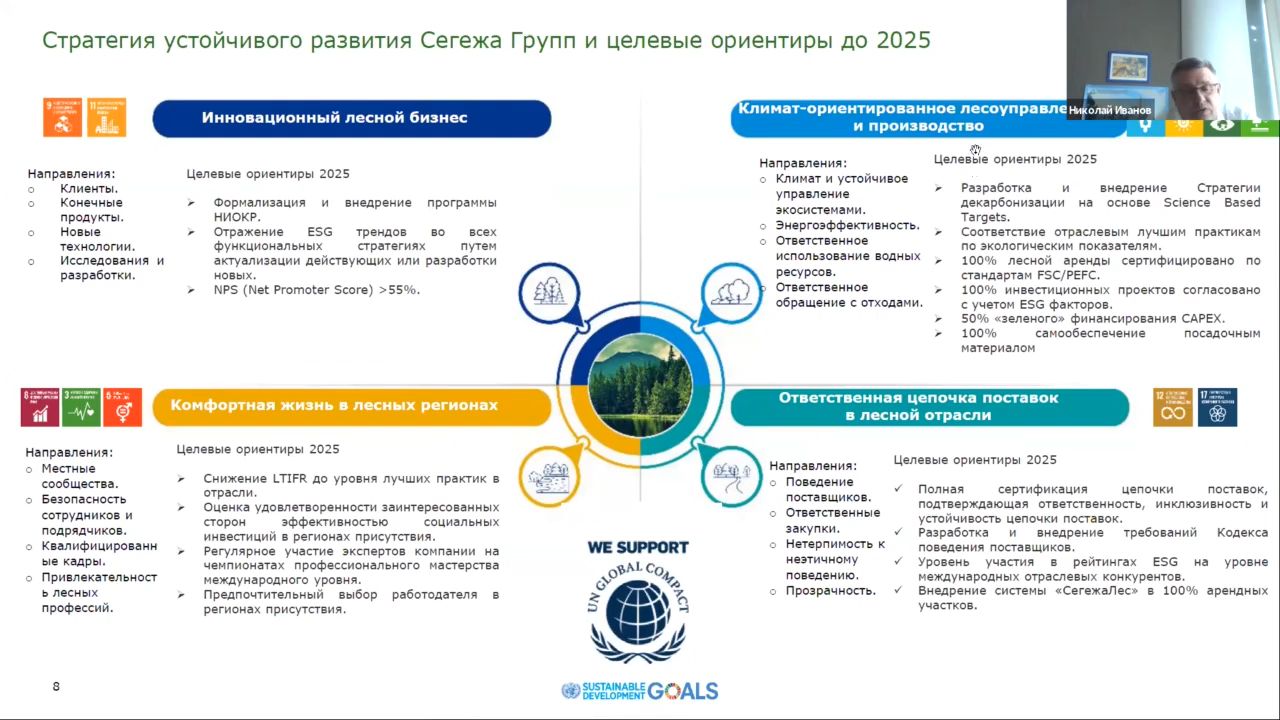 Стратегия устойчивого развития Сегежа Групп и целевые ориентиры до 2025
Николай Иванов
9
11
Инновационный лесной бизнес
Направления:
o Клиенты.
o Конечные
продукты.
o Новые
технологии.
o Исследования и
разработки.
Целевые ориентиры 2025
➢ Формализация и внедрение программы
НИОКР.
➢ Отражение ESG трендов во всех
функциональных стратегиях путем
актуализации действующих или разработки
новых.
➢ NPS (Net Promoter Score) >55%.
Климат-ориентированное лесоуправле
и производство
Направления:
o Климат и устойчивое
управление
экосистемами.
o Энергоэффективность.
o Ответственное
использование водных
ресурсов.
o Ответственное
обращение с отходами.
Целевые ориентиры 2025
➢ Разработка и внедрение Стратегии
декарбонизации на основе Science Based
Targets.
➢ Соответствие отраслевым лучшим практикам
по экологическим показателям.
➢ 100% лесной аренды сертифицировано по
стандартам FSC/PEFC.
➢ 100% инвестиционных проектов согласовано
с учетом ESG факторов.
➢ 50% «зеленого» финансирования CAPEX.
➢ 100% самообеспечение посадочным
материалом
8
3
5
Комфортная жизнь в лесных регионах
Направления:
o Местные
сообщества.
o Безопасность
сотрудников и
подрядчиков.
o Квалифицированн
ые кадры.
o Привлекательност
ь лесных
профессий.
Целевые ориентиры 2025
➢ Снижение LTIFR до уровня лучших практик в
отрасли.
➢ Оценка удовлетворенности заинтересованных
сторон эффективностью социальных
инвестиций в регионах присутствия.
➢ Регулярное участие экспертов компании на
чемпионатах профессионального мастерства
международного уровня.
➢ Предпочтительный выбор работодателя в
регионах присутствия.
Ответственная цепочка поставок
в лесной отрасли
12
17
Направления:
o Поведение
поставщиков.
o Ответственные
закупки.
o Нетерпимость к
неэтичному
поведению.
o Прозрачность.
Целевые ориентиры 2025
✓ Полная сертификация цепочки поставок,
подтверждающая ответственность, инклюзивность и
устойчивость цепочки поставок.
✓ Разработка и внедрение требований Кодекса
поведения поставщиков.
✓ Уровень участия в рейтингах ESG на уровне
международных отраслевых конкурентов.
✓ Внедрение системы «СегежаЛес» в 100% арендных
участков.
WE SUPPORT
UN GLOBAL COMPACT
SUSTAINABLE
DEVELOPMENT
GOALS
8